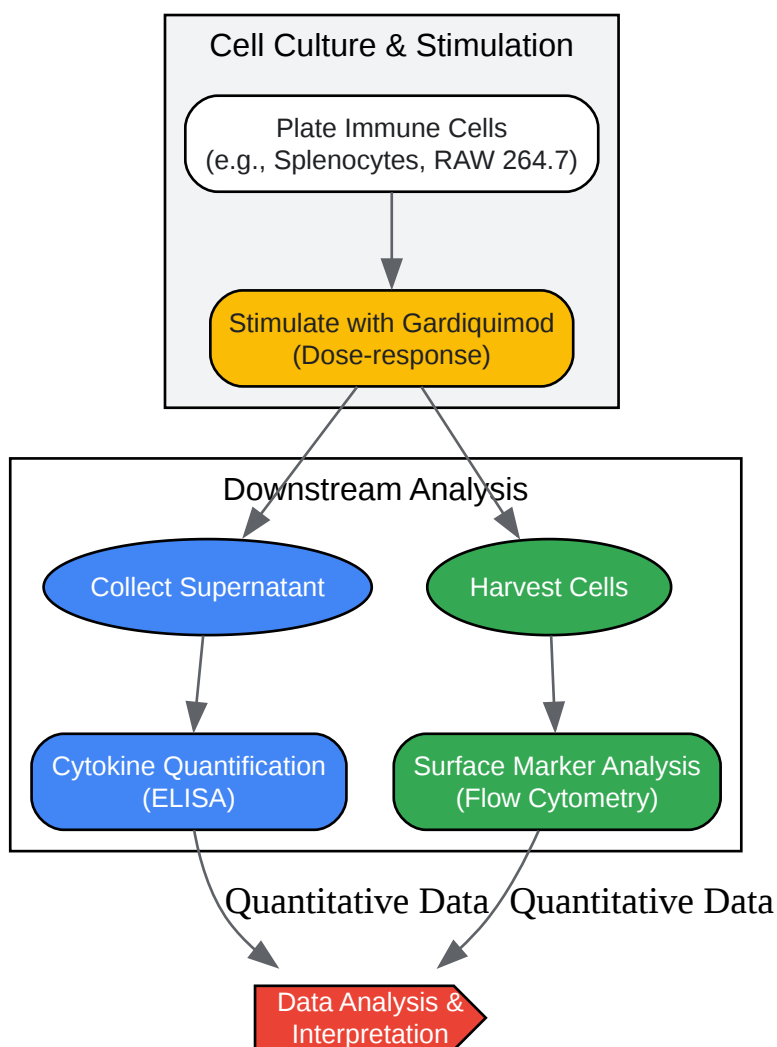 Cell Culture & Stimulation
Plate Immune Cells
(e.g., Splenocytes, RAW 264.7)
Stimulate with Gardiquimod
(Dose-response)
Downstream Analysis
Collect Supernatant
Harvest Cells
Cytokine Quantification
(ELISA)
Surface Marker Analysis
(Flow Cytometry)
Quantitative Data
Quantitative Data
Data Analysis &
Interpretation